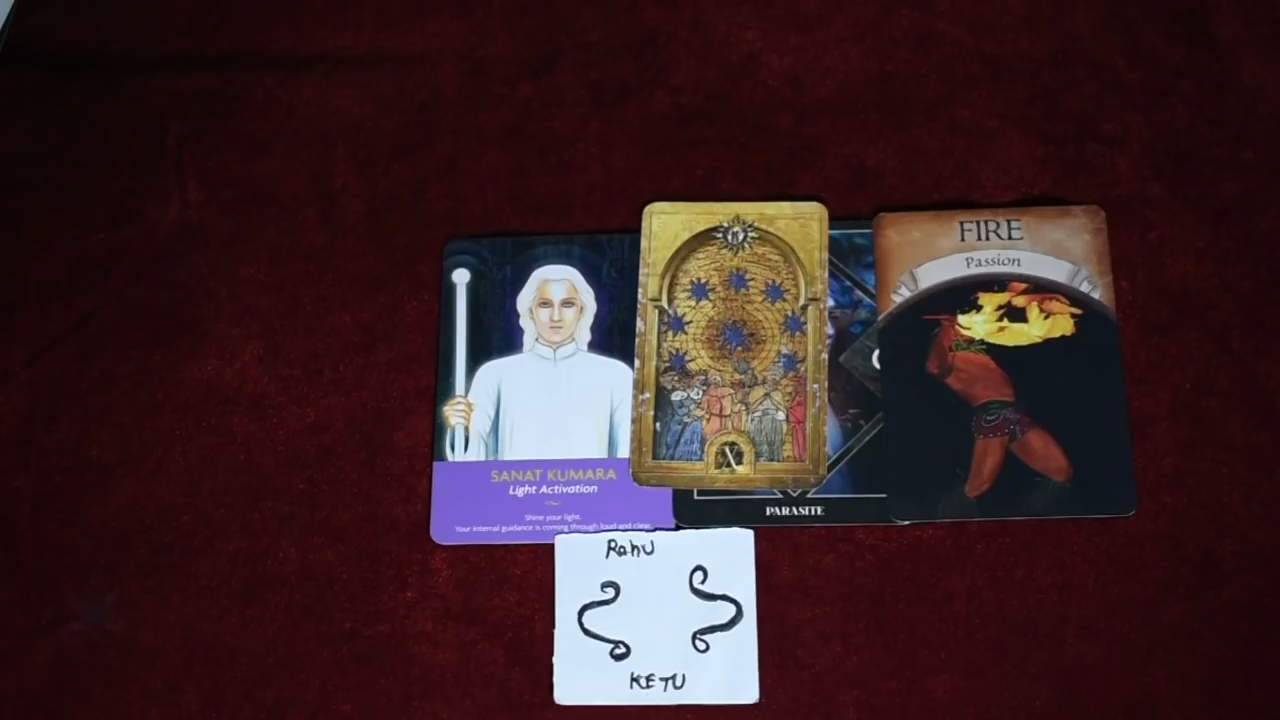 SANAT KUMARA
Light Activation
Shine your light.
Your internal guidance is coming through loud and clear.
X
PARASITE
FIRE
Passion
Rahu
KETU